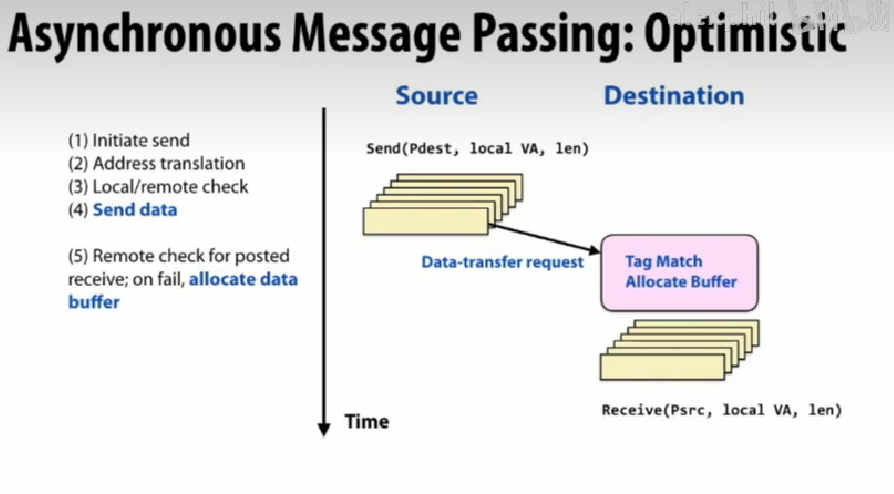 Asynchronous Message Passing: Optimistic
Source
Destination
(1) Initiate send
(2) Address translation
(3) Local/remote check
(4) Send data
(5) Remote check for posted
receive; on fail, allocate data
buffer
Send(Pdest, local VA, len)
Data-transfer request
Tag Match
Allocate Buffer
Receive(Psrc, local VA, len)
Time